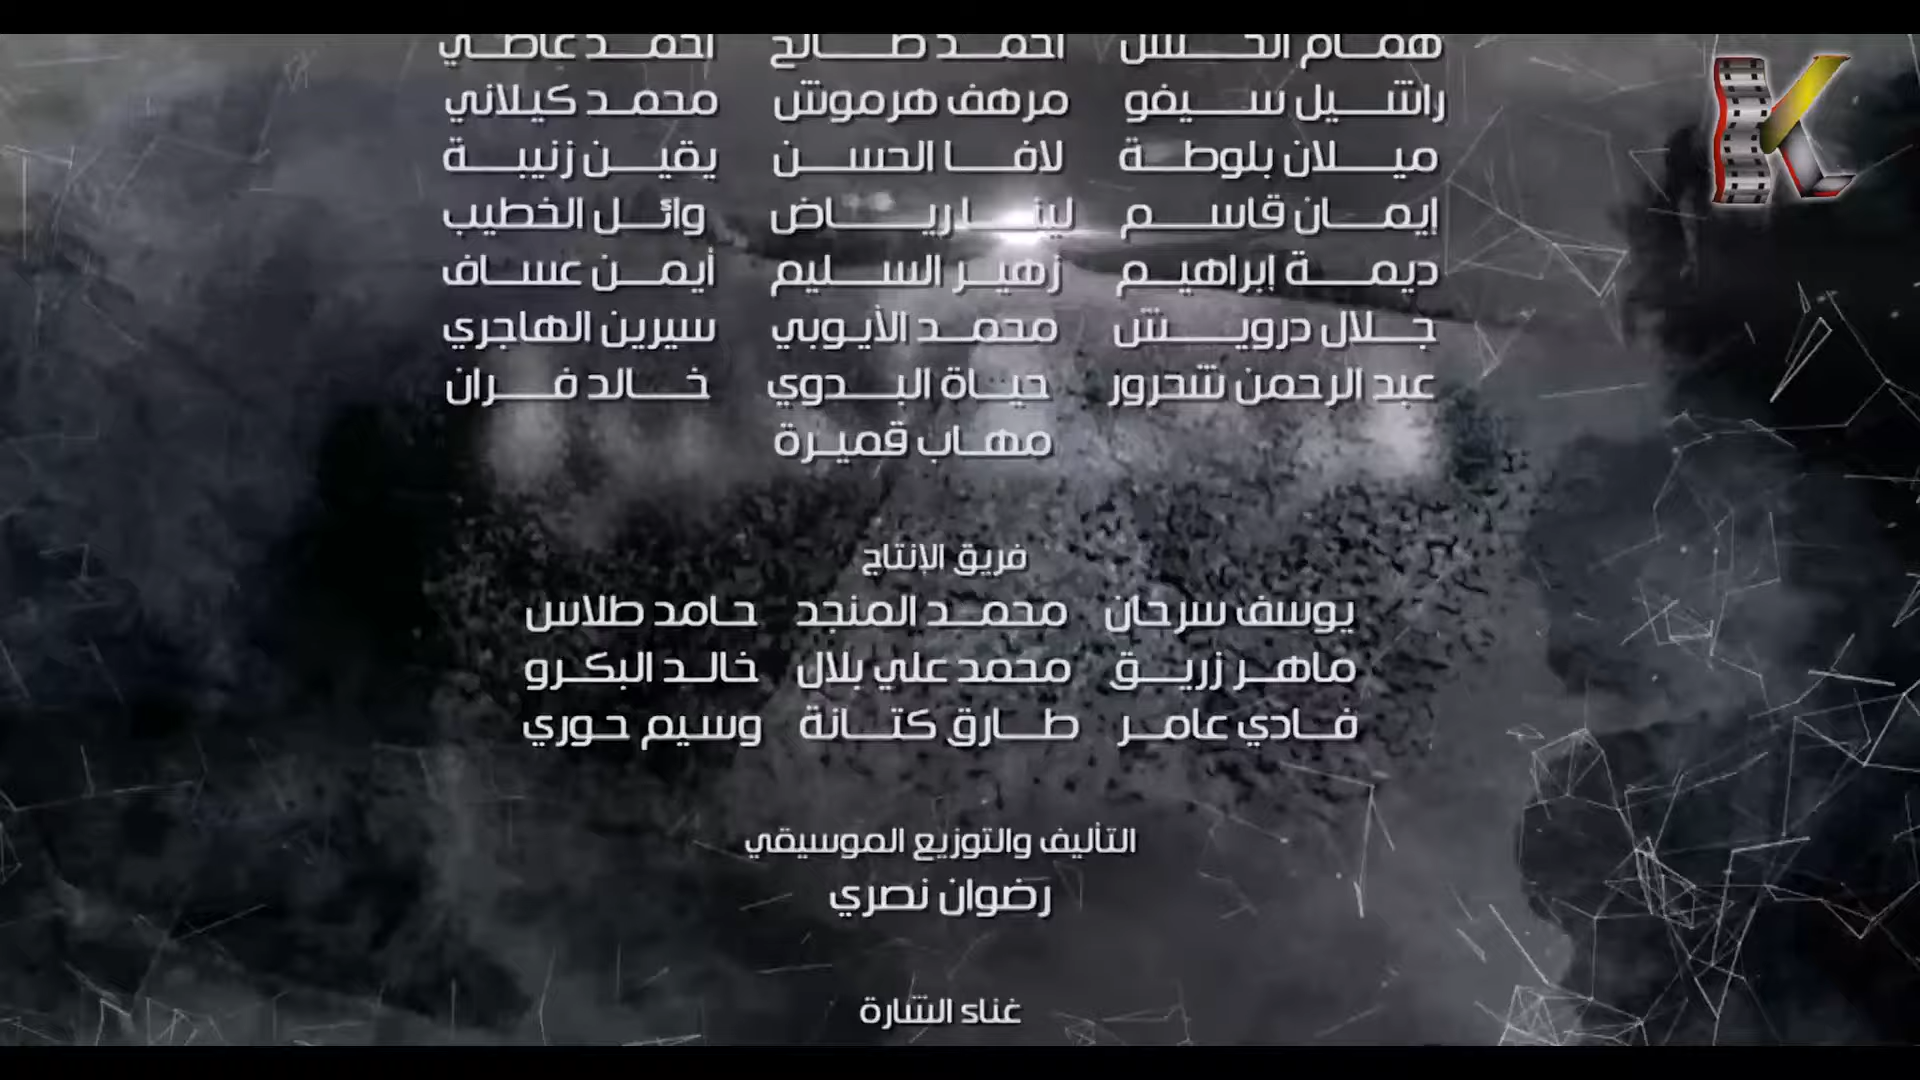 همام الحسن أحمد صالح أحمد عاصي
راشيل سيفو مرهف هرموش محمد كيلاني
ميلان بلوطة لافا الحسن يقين زنيبة
إيمان قاسم لينا رياض وائل الخطيب
ديمة إبراهيم زهير السليم أيمن عساف
جلال درويش محمد الأيوبي سيرين الهاجري
عبد الرحمن شحرور حياة البدوي خالد فران
مهاب قميرة
فريق الإنتاج
يوسف سرحان محمد المنجد حامد طلاس
ماهر زريق محمد علي بلال خالد البكرو
فادي عامر طارق كتانة وسيم حوري
التأليف والتوزيع الموسيقي
رضوان نصري
غناء الشارة